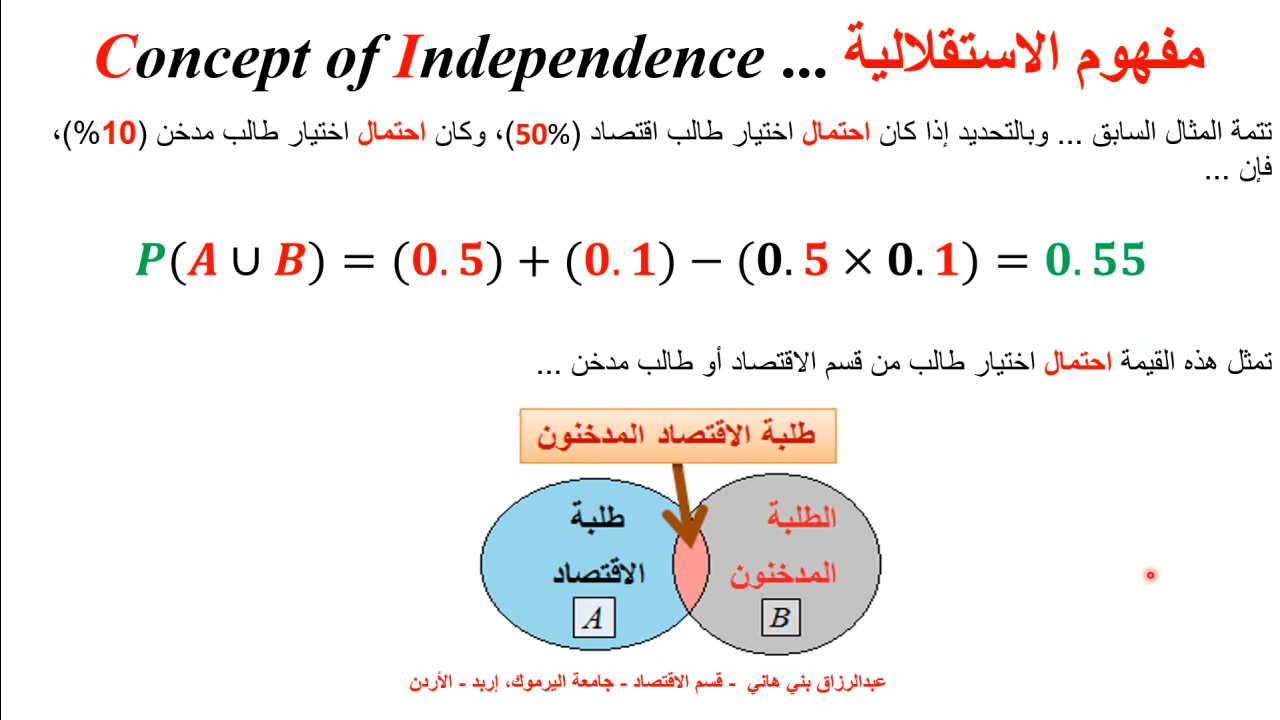 مفهوم الاستقلالية ... Concept of Independence
تتمة المثال السابق ... وبالتحديد إذا كان احتمال اختيار طالب اقتصاد (50%)، وكان احتمال اختيار طالب مدخن (10%)،
فإن ...
P(A ∪ B) = (0.5) + (0.1) − (0.5 × 0.1) = 0.55
تمثل هذه القيمة احتمال اختيار طالب من قسم الاقتصاد أو طالب مدخن ...
طلبة الاقتصاد المدخنون
طلبة
الاقتصاد
A
الطلبة
المدخنون
B
عبدالرزاق بني هاني - قسم الاقتصاد - جامعة اليرموك، إربد - الأردن